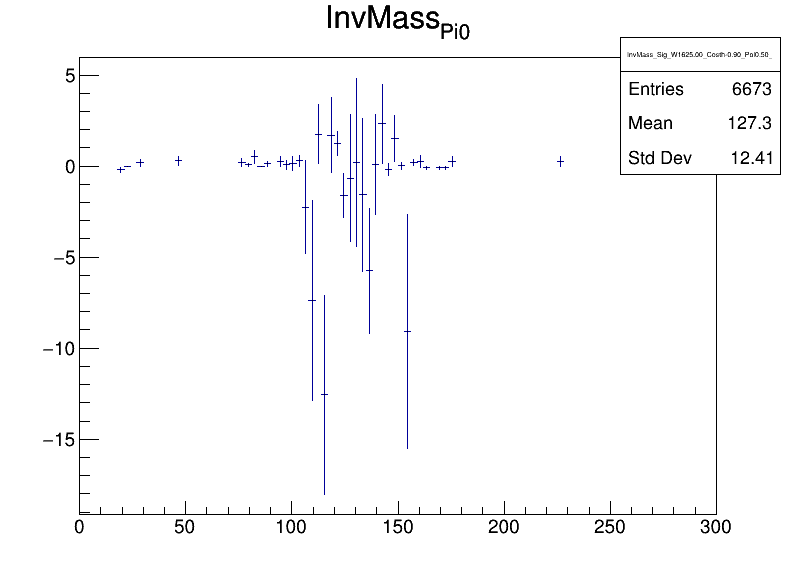 InvMass_Pi0
InvMass_Sig_W1625.00_Costh-0.90_Pol0.50_
Entries 6673
Mean 127.3
Std Dev 12.41
5
0
−5
−10
−15
0 50 100 150 200 250 300